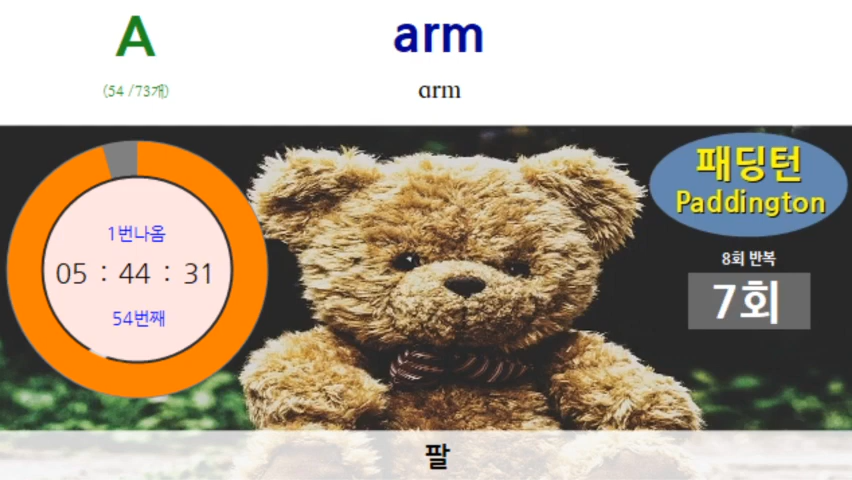 A
(54 /73개)
arm
arm
1번나옴
05 : 44 : 31
54번째
패딩턴
Paddington
8회 반복
7회
팔